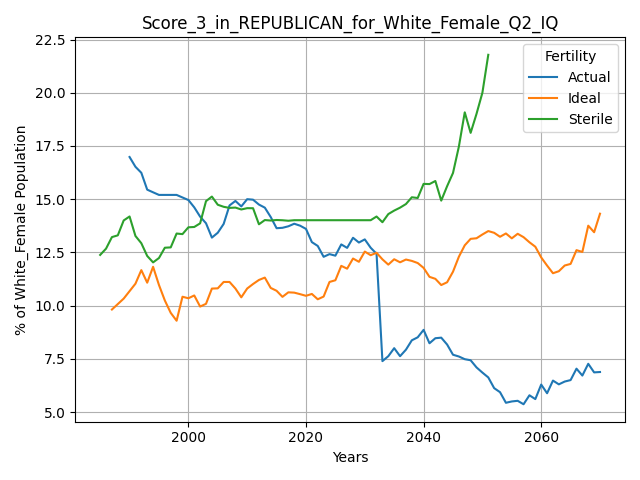 Score_3_in_REPUBLICAN_for_White_Female_Q2_IQ
% of White_Female Population
22.5
20.0
17.5
15.0
12.5
10.0
7.5
5.0
Fertility
Actual
Ideal
Sterile
2000
2020
2040
2060
Years